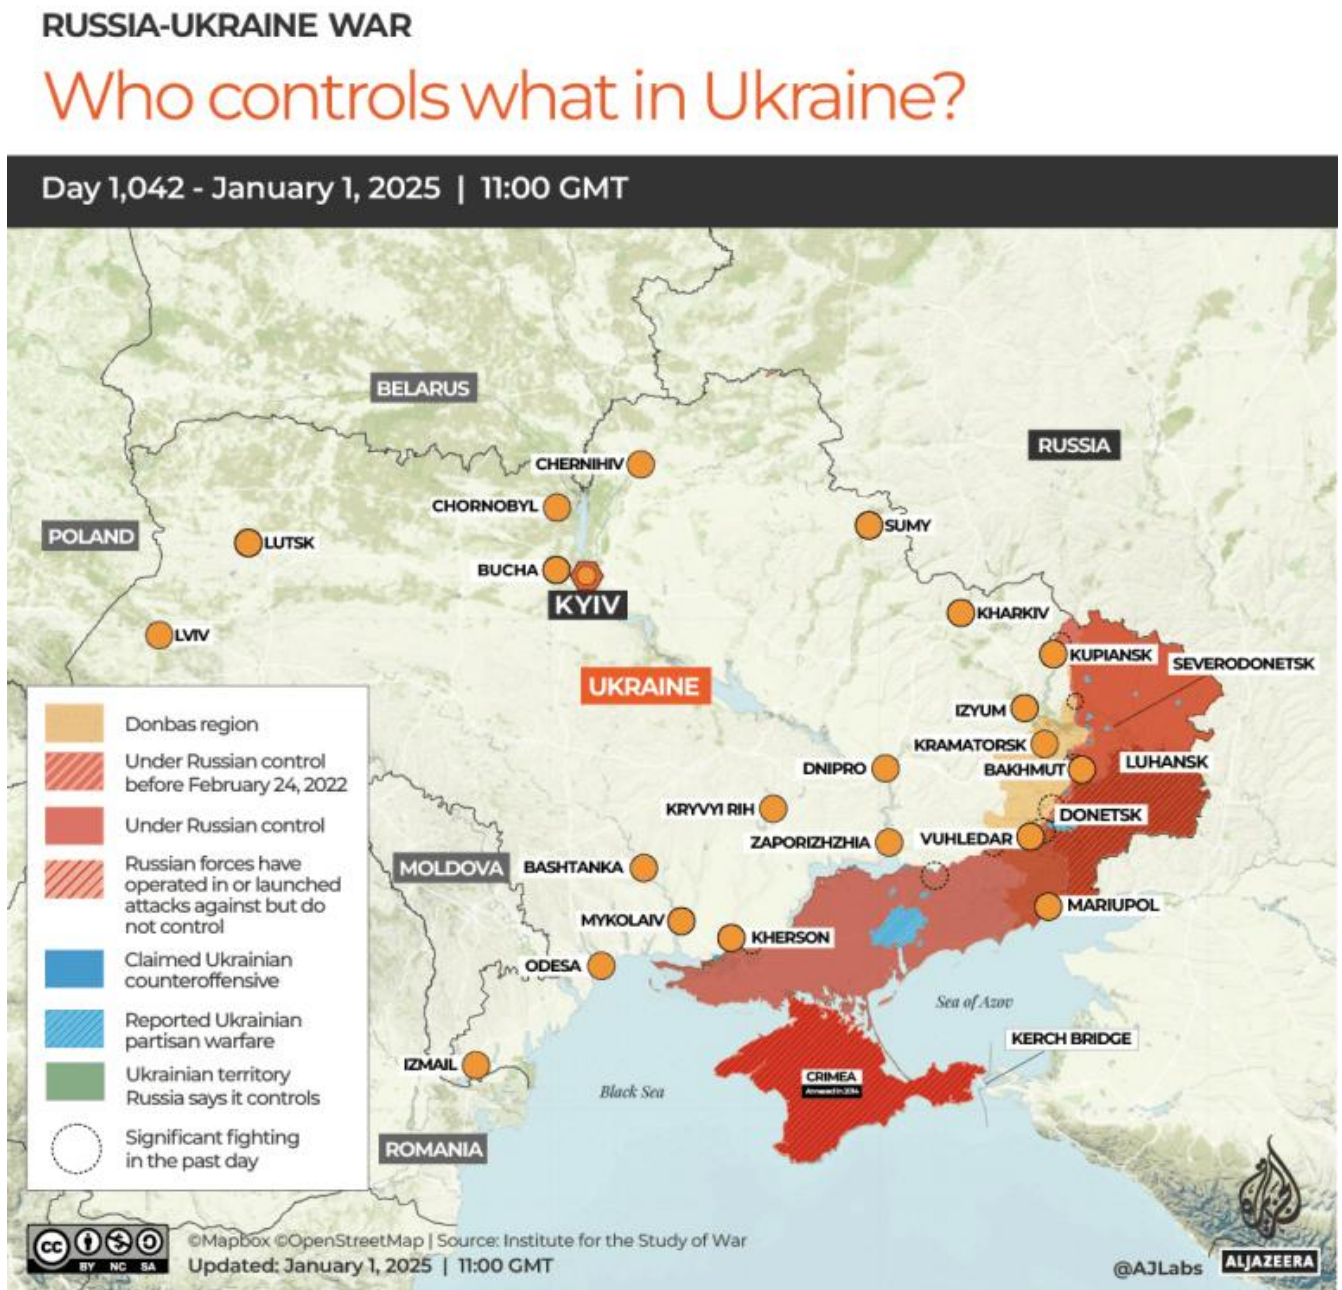 RUSSIA-UKRAINE WAR
Who controls what in Ukraine?
Day 1,042 - January 1, 2025 | 11:00 GMT
BELARUS
RUSSIA
CHERNIHIV
CHORNOBYL
POLAND
LUTSK
SUMY
BUCHA
KYIV
KHARKIV
LVIV
KUPIANSK
SEVERODONETSK
UKRAINE
IZYUM
KRAMATORSK
DNIPRO
BAKHMUT
LUHANSK
KRYVYI RIH
DONETSK
ZAPORIZHZHIA
VUHLEDAR
MOLDOVA
BASHTANKA
MARIUPOL
MYKOLAIV
KHERSON
ODESA
Sea of Azov
KERCH BRIDGE
IZMAIL
CRIMEA
Annexed in 2014
Black Sea
ROMANIA
Donbas region
Under Russian control
before February 24, 2022
Under Russian control
Russian forces have
operated in or launched
attacks against but do
not control
Claimed Ukrainian
counteroffensive
Reported Ukrainian
partisan warfare
Ukrainian territory
Russia says it controls
Significant fighting
in the past day
cc BY NC SA
©Mapbox ©OpenStreetMap | Source: Institute for the Study of War
Updated: January 1, 2025 | 11:00 GMT
@AJLabs
ALJAZEERA